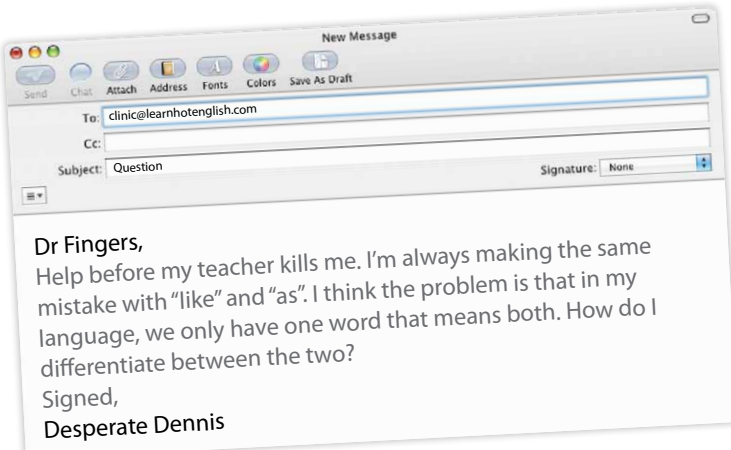 New Message
Send Chat Attach Address Fonts Colors Save As Draft
To: clinic@learnhotenglish.com
Cc:
Subject: Question
Signature: None
Dr Fingers,
Help before my teacher kills me. I'm always making the same
mistake with “like” and “as”. I think the problem is that in my
language, we only have one word that means both. How do I
differentiate between the two?
Signed,
Desperate Dennis